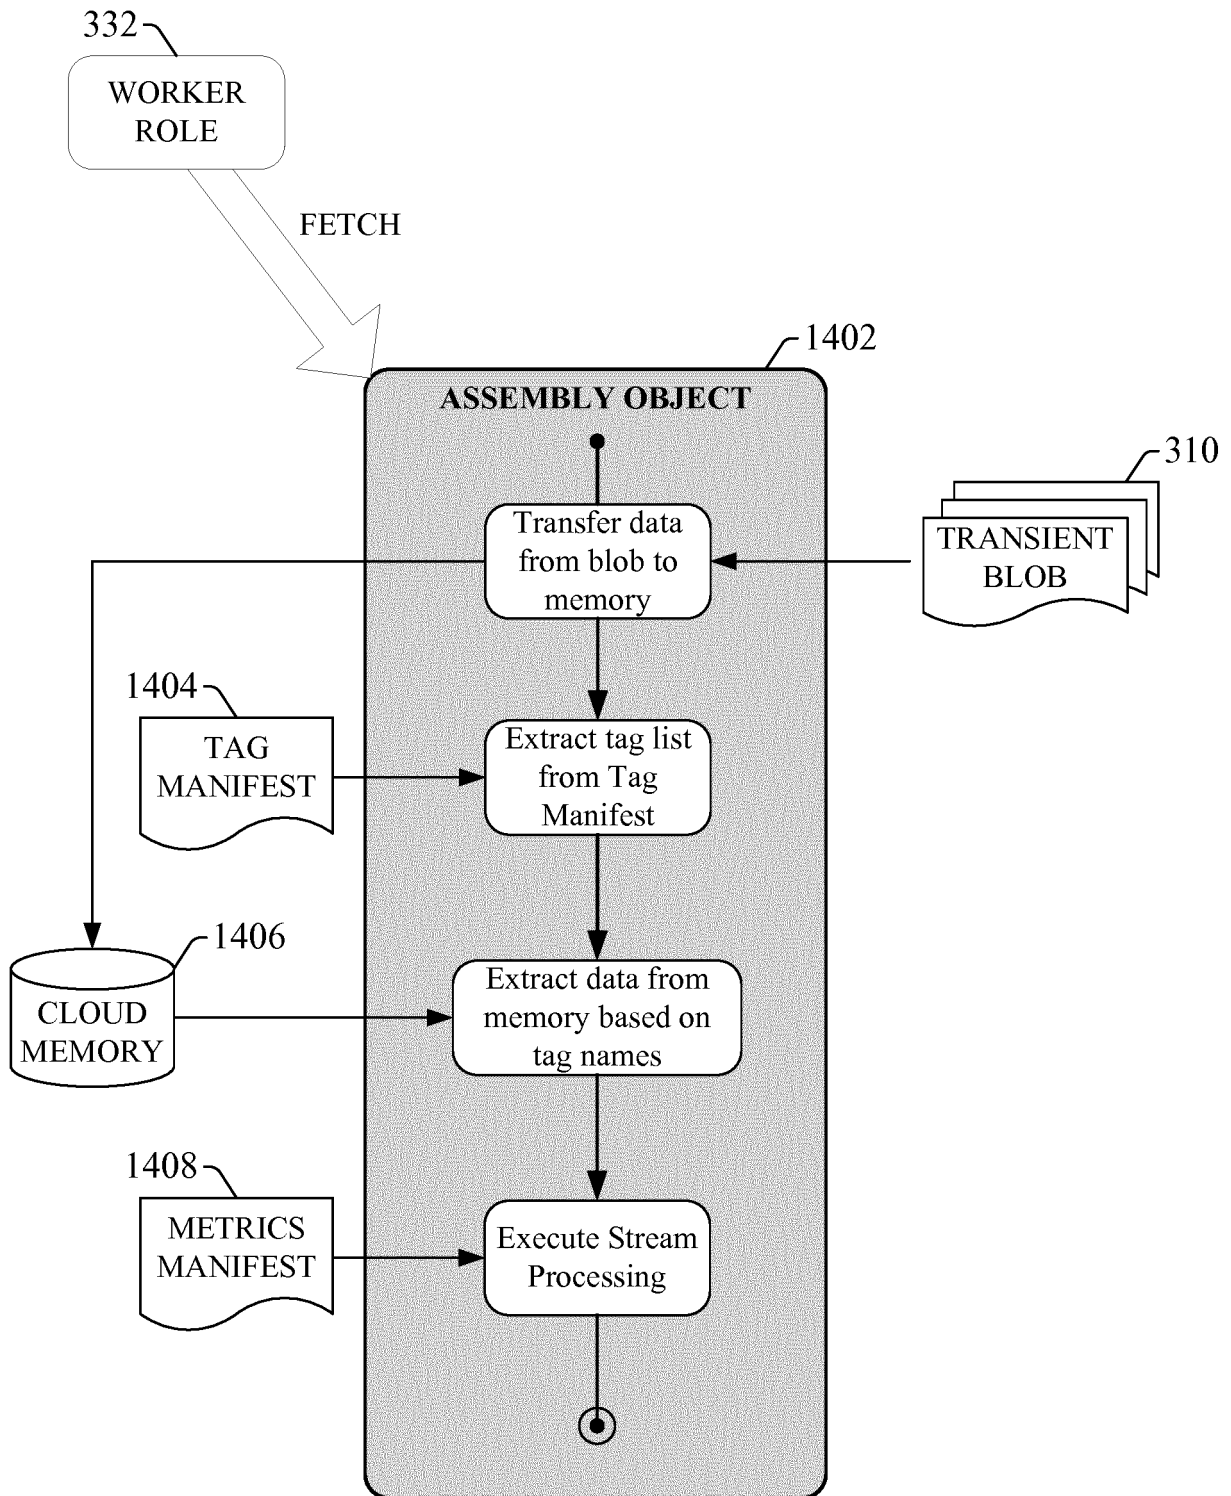 332
WORKER
ROLE
FETCH
1402
ASSEMBLY OBJECT
310
Transfer data
from blob to
memory
TRANSIENT
BLOB
1404
TAG
MANIFEST
Extract tag list
from Tag
Manifest
1406
CLOUD
MEMORY
Extract data from
memory based on
tag names
1408
METRICS
MANIFEST
Execute Stream
Processing